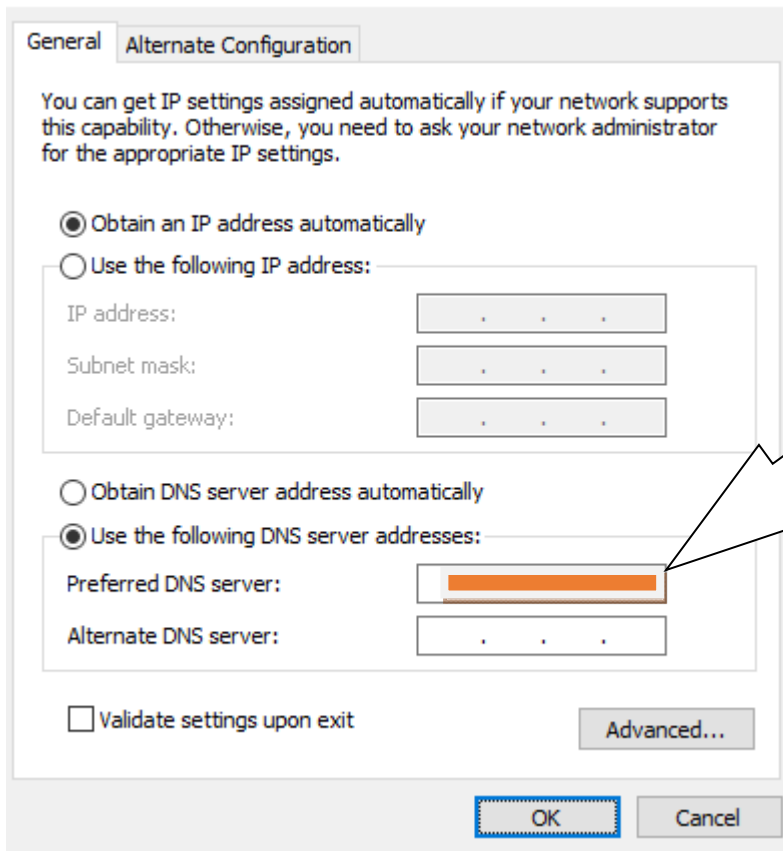 General
Alternate Configuration
You can get IP settings assigned automatically if your network supports
this capability. Otherwise, you need to ask your network administrator
for the appropriate IP settings.
Obtain an IP address automatically
Use the following IP address:
IP address:
. . .
Subnet mask:
. . .
Default gateway:
. . .
Obtain DNS server address automatically
Use the following DNS server addresses:
Preferred DNS server:
Alternate DNS server:
. . .
Validate settings upon exit
Advanced...
OK
Cancel